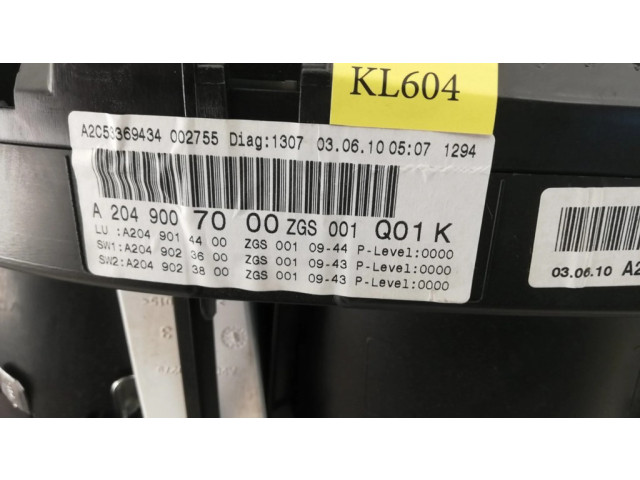 KL604
A2C53369434 002755 Diag:1307 03.06.10 05:07 1294
A 204 900 70 00 ZGS 001 Q01 K
LU :A204 901 44 00 ZGS 001 09-44 P-Level:0000
SW1:A204 902 36 00 ZGS 001 09-43 P-Level:0000
SW2:A204 902 38 00 ZGS 001 09-43 P-Level:0000
03.06.10 A2